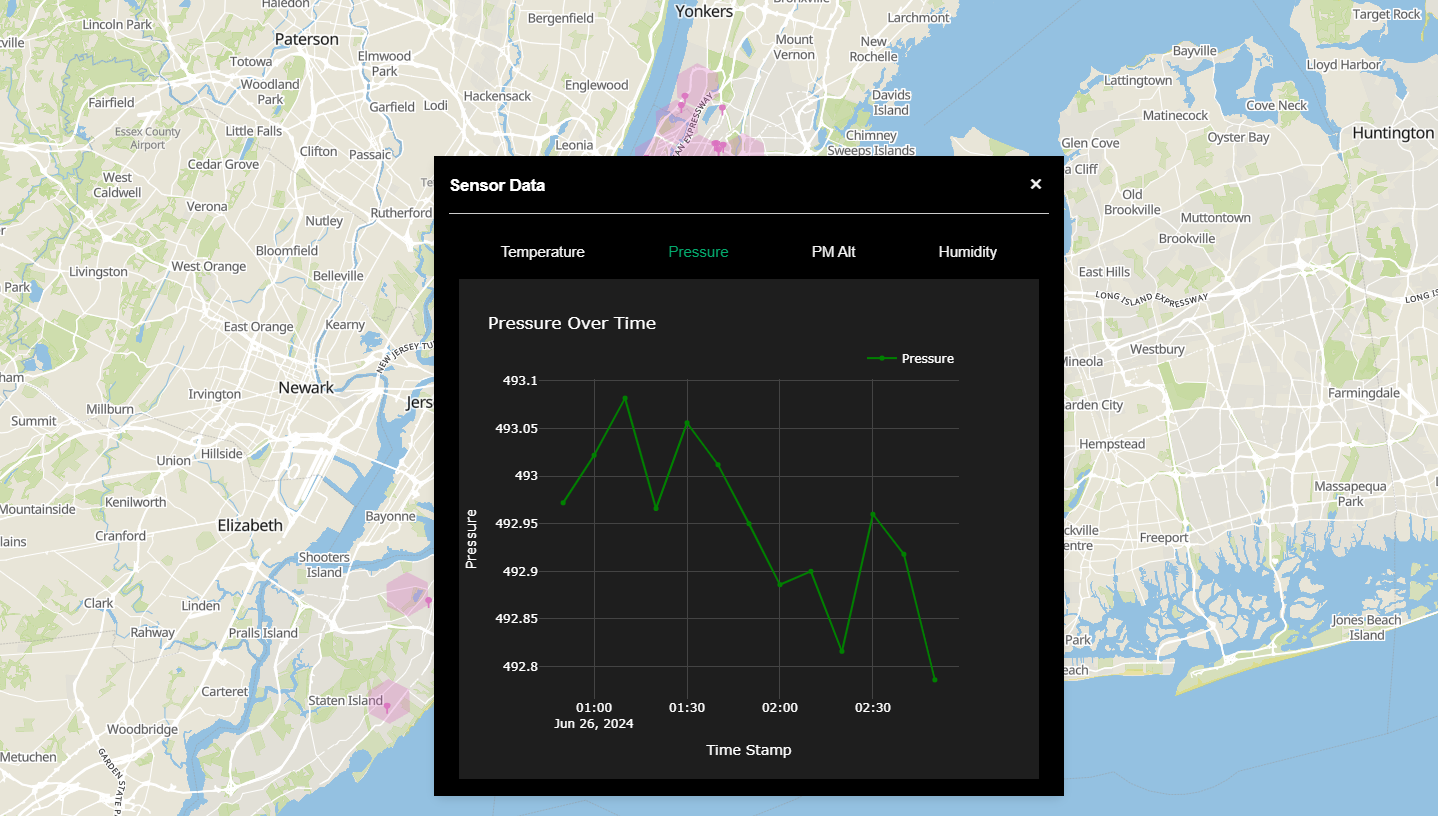 Haledon
Yonkers
Bergenfield
Larchmont
Target Rock
Lincoln Park
Paterson
Mount
Vernon
New
Rochelle
Bayville
Totowa
Elmwood
Park
Lloyd Harbor
Lattingtown
Woodland
Park
Englewood
Hackensack
Davids
Island
Fairfield
Garfield
Lodi
Cove Neck
Matinecock
Essex County
Airport
Little Falls
Leonia
Chimney
Sweeps Islands
Glen Cove
Oyster Bay
Huntington
Clifton
Passaic
Cedar Grove
a Cliff
West
Caldwell
Verona
Nutley
Rutherford
Old
Brookville
Muttontown
Brookville
Bloomfield
West Orange
Livingston
Belleville
East Hills
LONG ISLAND EXPRESSWAY
LONG IS
Park
East Orange
Kearny
NEW JERSEY TU
Mineola
Westbury
Irvington
Newark
Jers
Farmingdale
Millburn
Summit
arden City
Hillside
Union
Hempstead
Massapequa
Park
Kenilworth
Mountainside
Bayonne
Elizabeth
Cranford
lains
ckville
entre
Freeport
Shooters
Island
Clark
Linden
Rahway
Pralls Island
Jones Beach
Island
Park
each
Carteret
Staten Island
Woodbridge
Metuchen
GARDEN STATE P
AN EXPRESSWAY
Sensor Data
×
Temperature
Pressure
PM Alt
Humidity
Pressure Over Time
Pressure
493.1
493.05
493
492.95
492.9
492.85
492.8
Pressure
01:00
01:30
02:00
02:30
Jun 26, 2024
Time Stamp